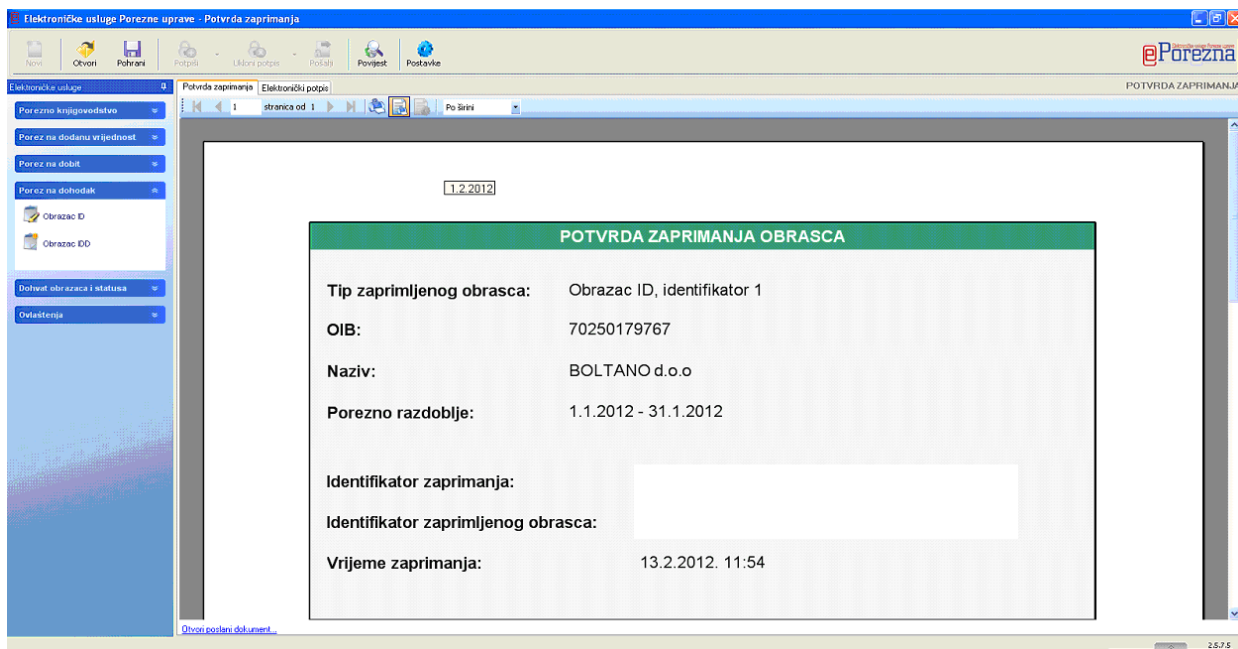 Elektroničke usluge Porezne uprave - Potvrda zaprimanja
Novi Otvori Pohrani Potpiši Ukloni potpis Pošalji Povijest Postavke
ePorezna
Elektroničke usluge
Potvrda zaprimanja Elektronički potpis
POTVRDA ZAPRIMANJA
1 stranica od 1 Po širini
Porezno knjigovodstvo
Porez na dodanu vrijednost
Porez na dobit
Porez na dohodak
Obrazac ID
Obrazac IDD
Dohvat obrazaca i statusa
Ovlaštenja
1.2.2012
POTVRDA ZAPRIMANJA OBRASCA
Tip zaprimljenog obrasca: Obrazac ID, identifikator 1
OIB: 70250179767
Naziv: BOLTANO d.o.o
Porezno razdoblje: 1.1.2012 - 31.1.2012
Identifikator zaprimanja:
Identifikator zaprimljenog obrasca:
Vrijeme zaprimanja: 13.2.2012. 11:54
Otvori poslani dokument...
2.5.7.5